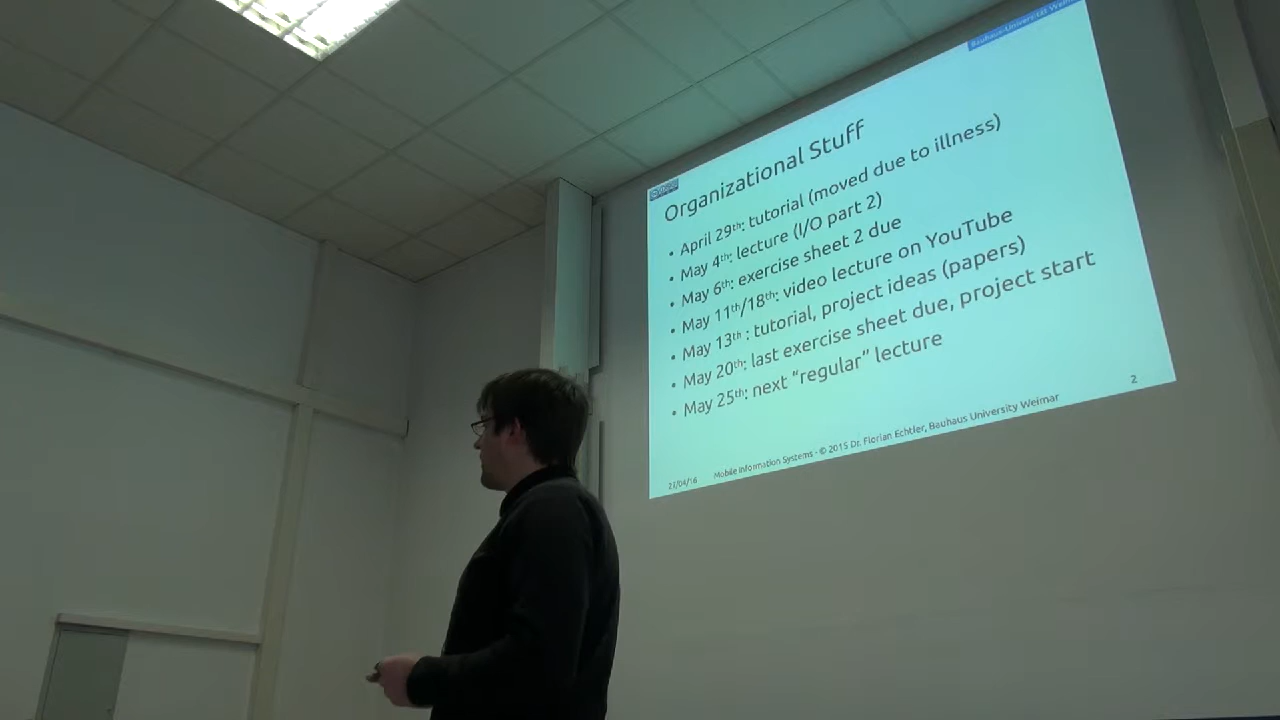 Bauhaus-Universität Weimar
Organizational Stuff
• April 29th: tutorial (moved due to illness)
• May 4th: lecture (I/O part 2)
• May 6th: exercise sheet 2 due
• May 11th/18th: video lecture on YouTube
• May 13th : tutorial, project ideas (papers)
• May 20th: last exercise sheet due, project start
• May 25th: next “regular” lecture
2
Mobile Information Systems - © 2015 Dr. Florian Echtler, Bauhaus University Weimar